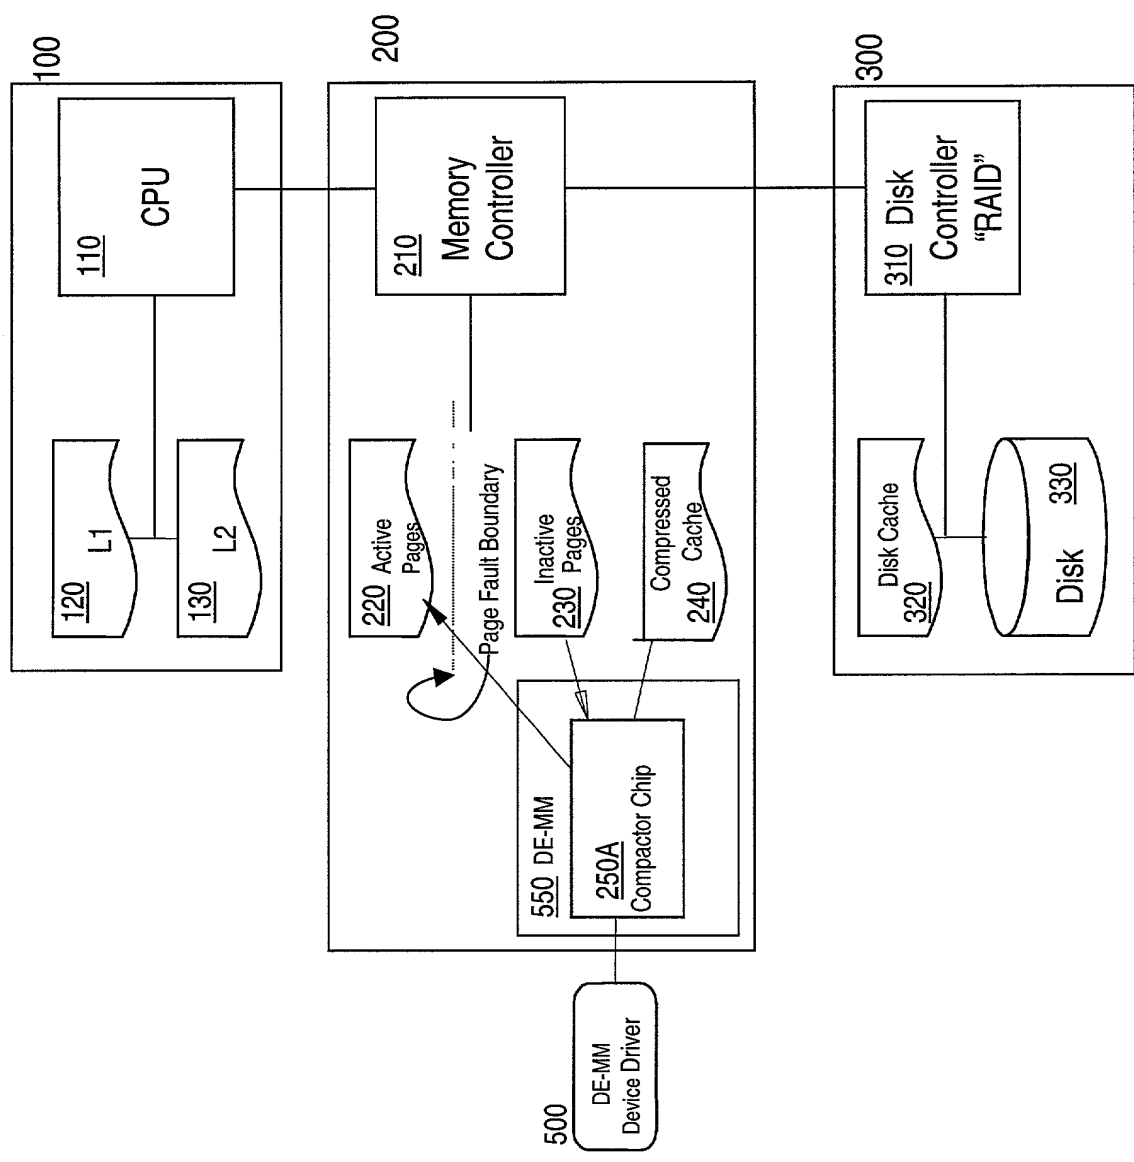 100
110
CPU
120
L1
130
L2
200
210
Memory
Controller
220 Active
Pages
Page Fault Boundary
Inactive
230 Pages
Compressed
Cache
240
550 DE-MM
250A
Compactor Chip
500
DE-MM
Device Driver
300
310 Disk
Controller
“RAID”
Disk Cache
320
330
Disk